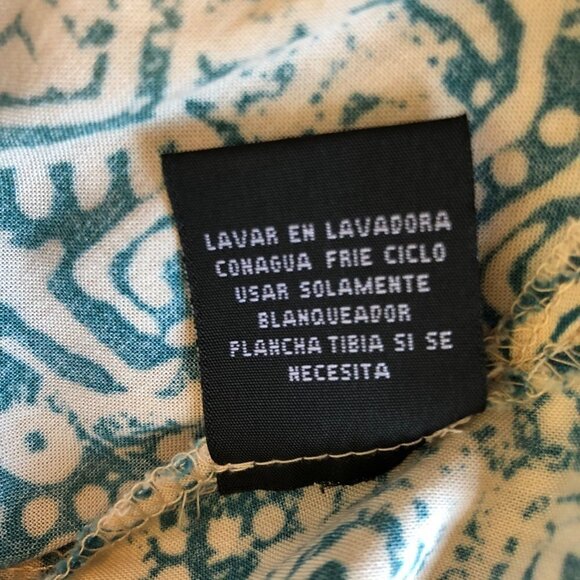 LAVAR EN LAVADORA
CONAGUA FRIE CICLO
USAR SOLAMENTE
BLANQUEADOR
PLANCHA TIBIA SI SE
NECESITA